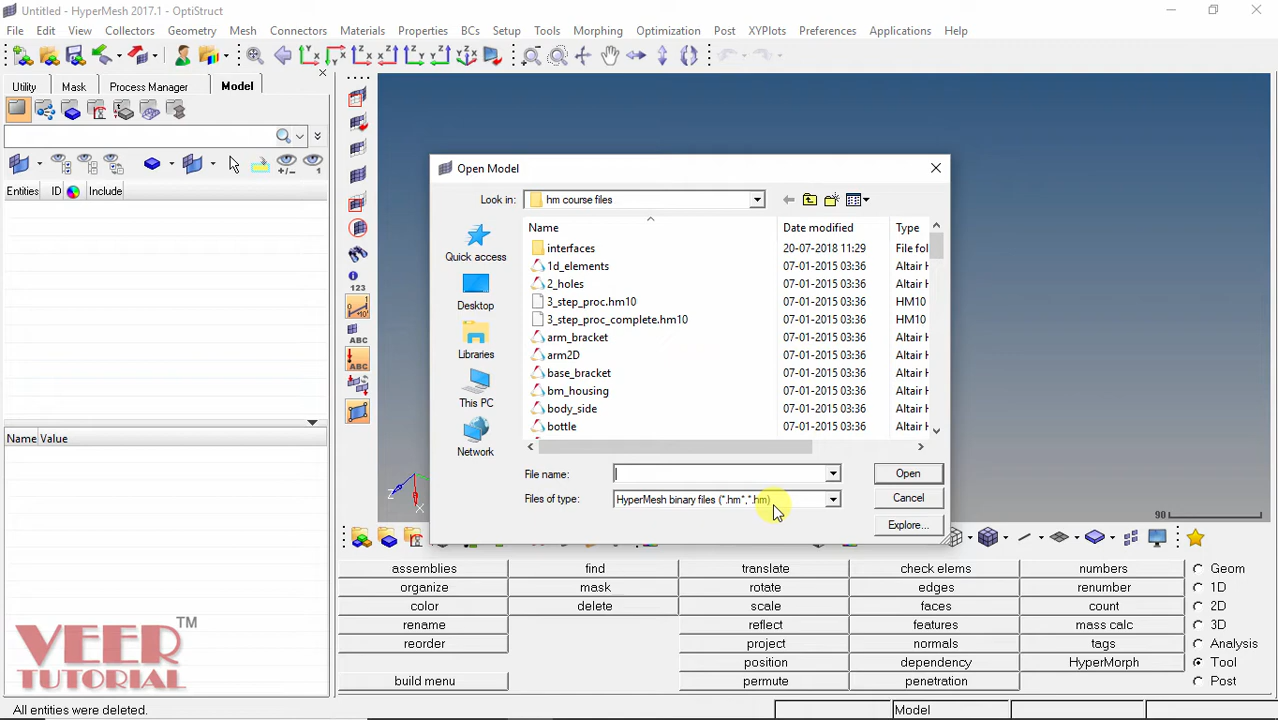 Untitled - HyperMesh 2017.1 - OptiStruct
File Edit View Collectors Geometry Mesh Connectors Materials Properties BCs Setup Tools Morphing Optimization Post XYPlots Preferences Applications Help
Utility Mask Process Manager Model
Entities ID Include
Name Value
123
ABC
ABC
Open Model
Look in: hm course files
Name Date modified Type
interfaces 20-07-2018 11:29 File fol
1d_elements 07-01-2015 03:36 Altair H
2_holes 07-01-2015 03:36 Altair H
3_step_proc.hm10 07-01-2015 03:36 HM10
3_step_proc_complete.hm10 07-01-2015 03:36 HM10
arm_bracket 07-01-2015 03:36 Altair H
arm2D 07-01-2015 03:36 Altair H
base_bracket 07-01-2015 03:36 Altair H
bm_housing 07-01-2015 03:36 Altair H
body_side 07-01-2015 03:36 Altair H
bottle 07-01-2015 03:36 Altair H
Quick access
Desktop
Libraries
This PC
Network
File name: Open
Files of type: HyperMesh binary files (*.hm*,*.hm) Cancel
Explore...
Z X
90
assemblies find translate check elems numbers Geom
organize mask rotate edges renumber 1D
color delete scale faces count 2D
rename reflect features mass calc 3D
reorder project normals tags Analysis
position dependency HyperMorph Tool
build menu permute penetration Post
VEER TM
TUTORIAL
All entities were deleted. Model